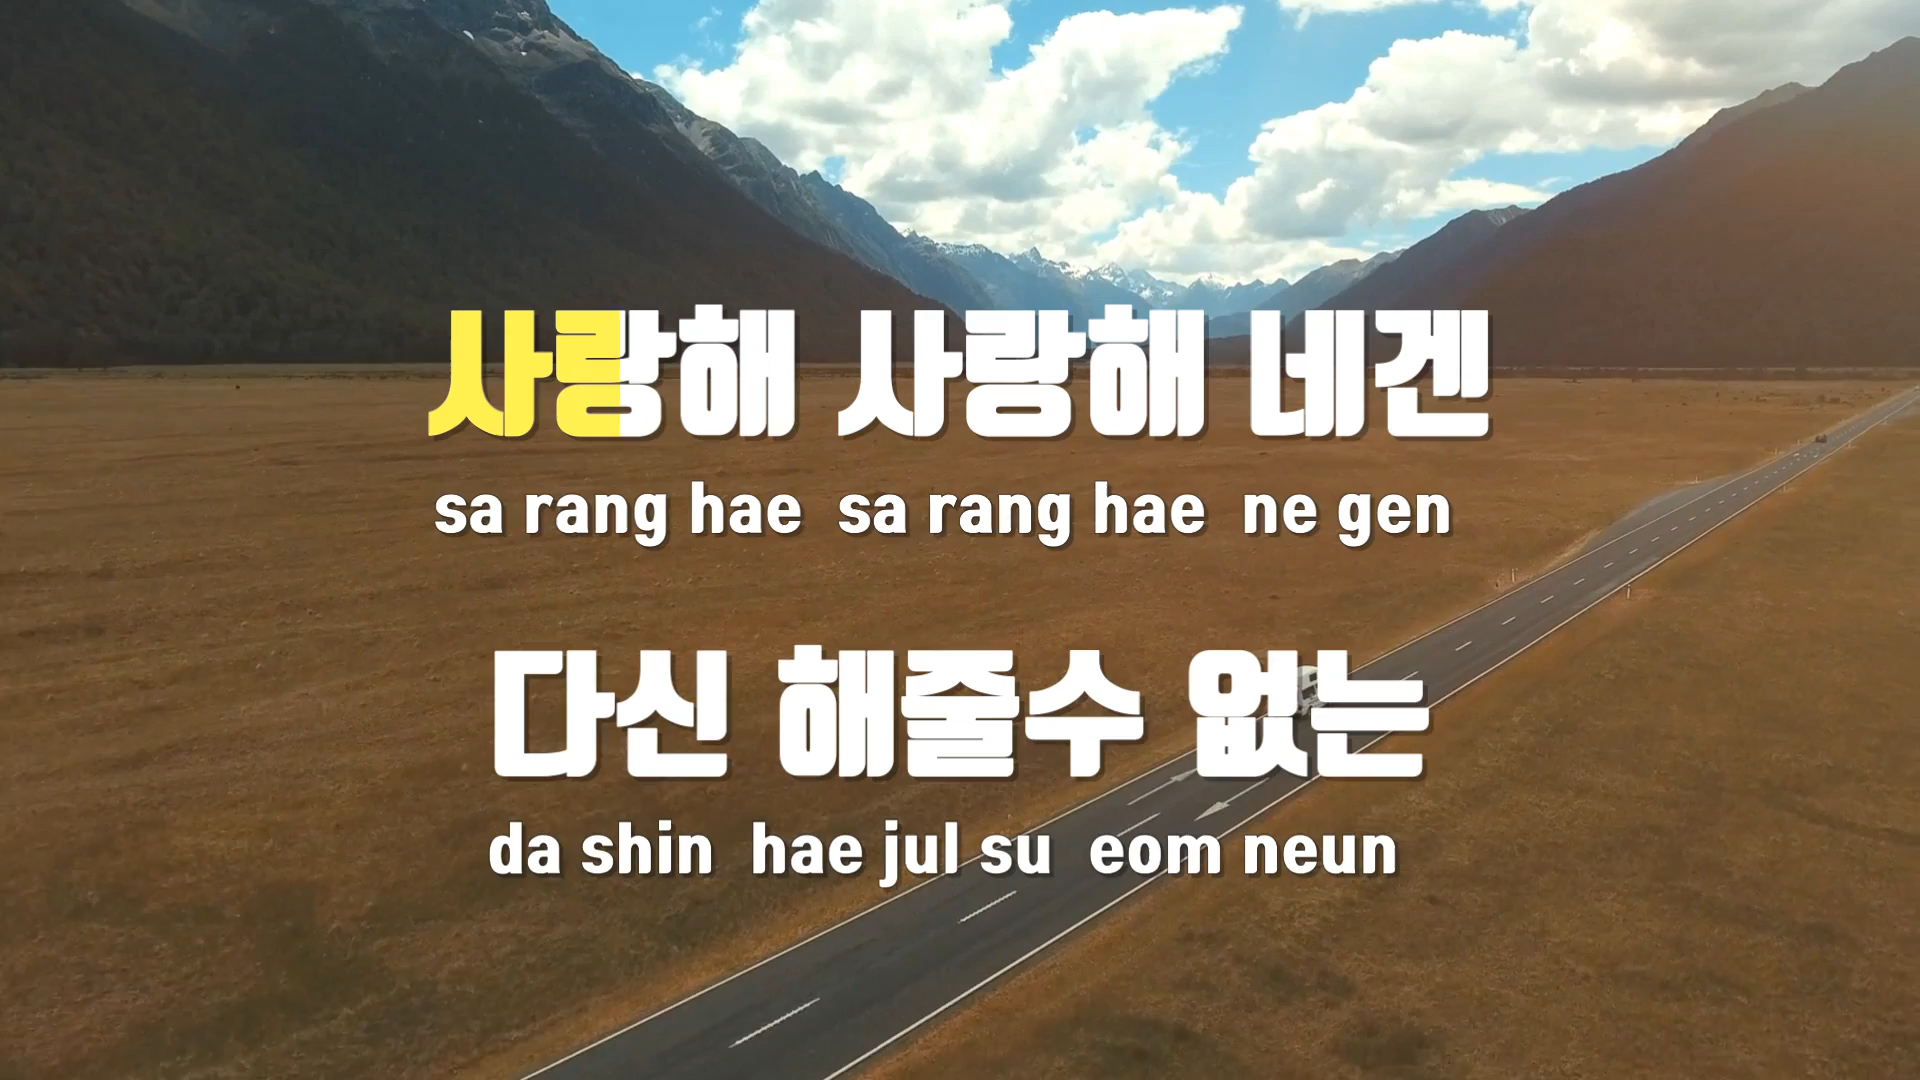 사랑해 사랑해 네겐
sa rang hae sa rang hae ne gen
다신 해줄수 없는
da shin hae jul su eom neun